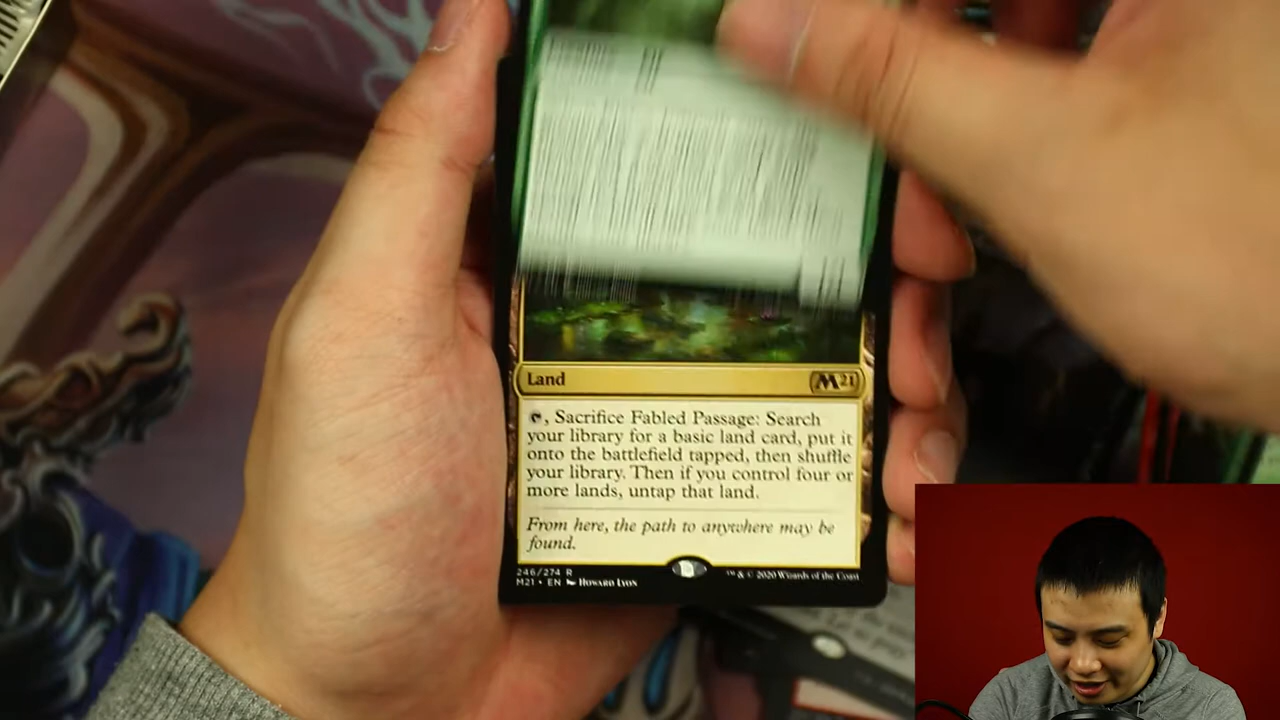 Land
M21
, Sacrifice Fabled Passage: Search
your library for a basic land card, put it
onto the battlefield tapped, then shuffle
your library. Then if you control four or
more lands, untap that land.
From here, the path to anywhere may be
found.
246/274 R
M21 • EN Howard Lyon
™ & © 2020 Wizards of the Coast